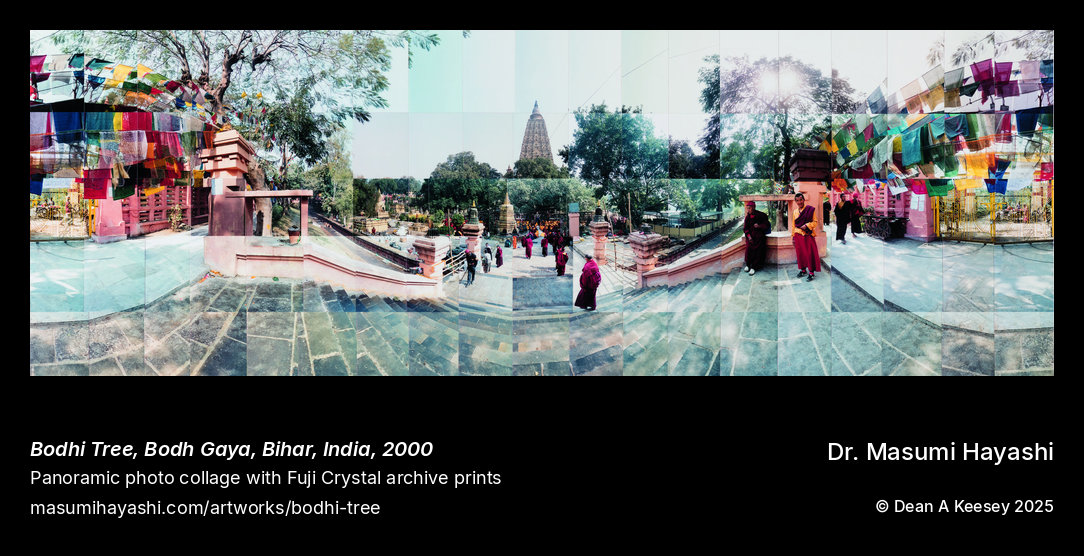 Bodhi Tree, Bodh Gaya, Bihar, India, 2000
Panoramic photo collage with Fuji Crystal archive prints
masumihayashi.com/artworks/bodhi-tree
Dr. Masumi Hayashi
© Dean A Keesey 2025